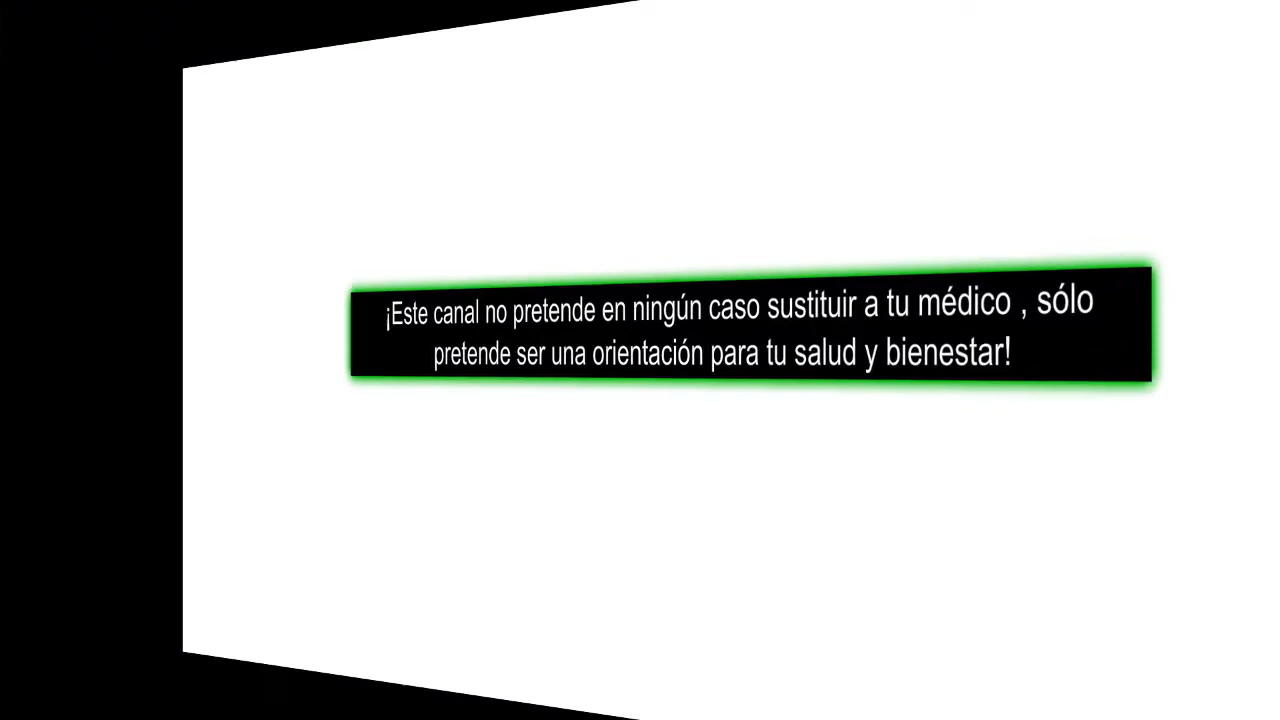 ¡Este canal no pretende en ningún caso sustituir a tu médico , sólo
pretende ser una orientación para tu salud y bienestar!